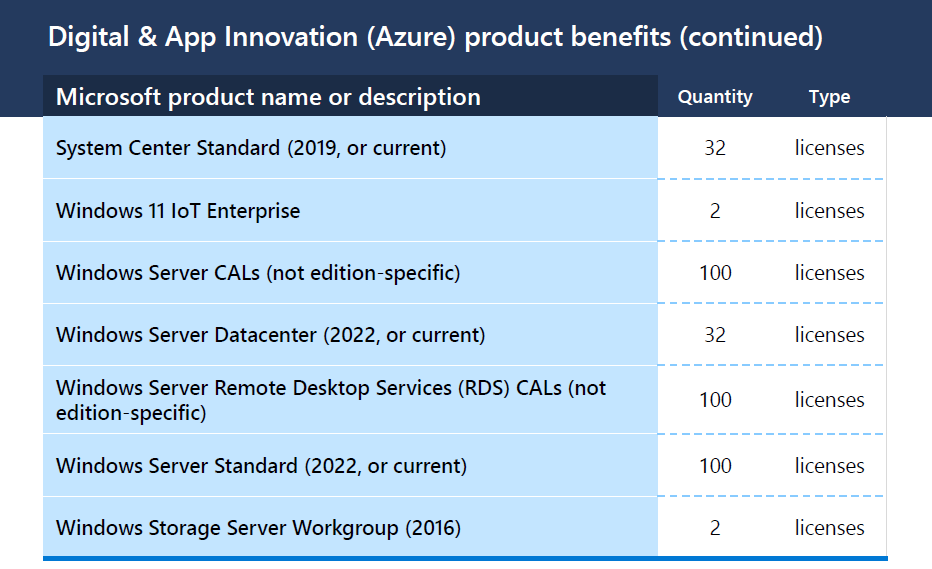 Digital & App Innovation (Azure) product benefits (continued)
Microsoft product name or description Quantity Type
System Center Standard (2019, or current) 32 licenses
Windows 11 IoT Enterprise 2 licenses
Windows Server CALs (not edition-specific) 100 licenses
Windows Server Datacenter (2022, or current) 32 licenses
Windows Server Remote Desktop Services (RDS) CALs (not
edition-specific) 100 licenses
Windows Server Standard (2022, or current) 100 licenses
Windows Storage Server Workgroup (2016) 2 licenses